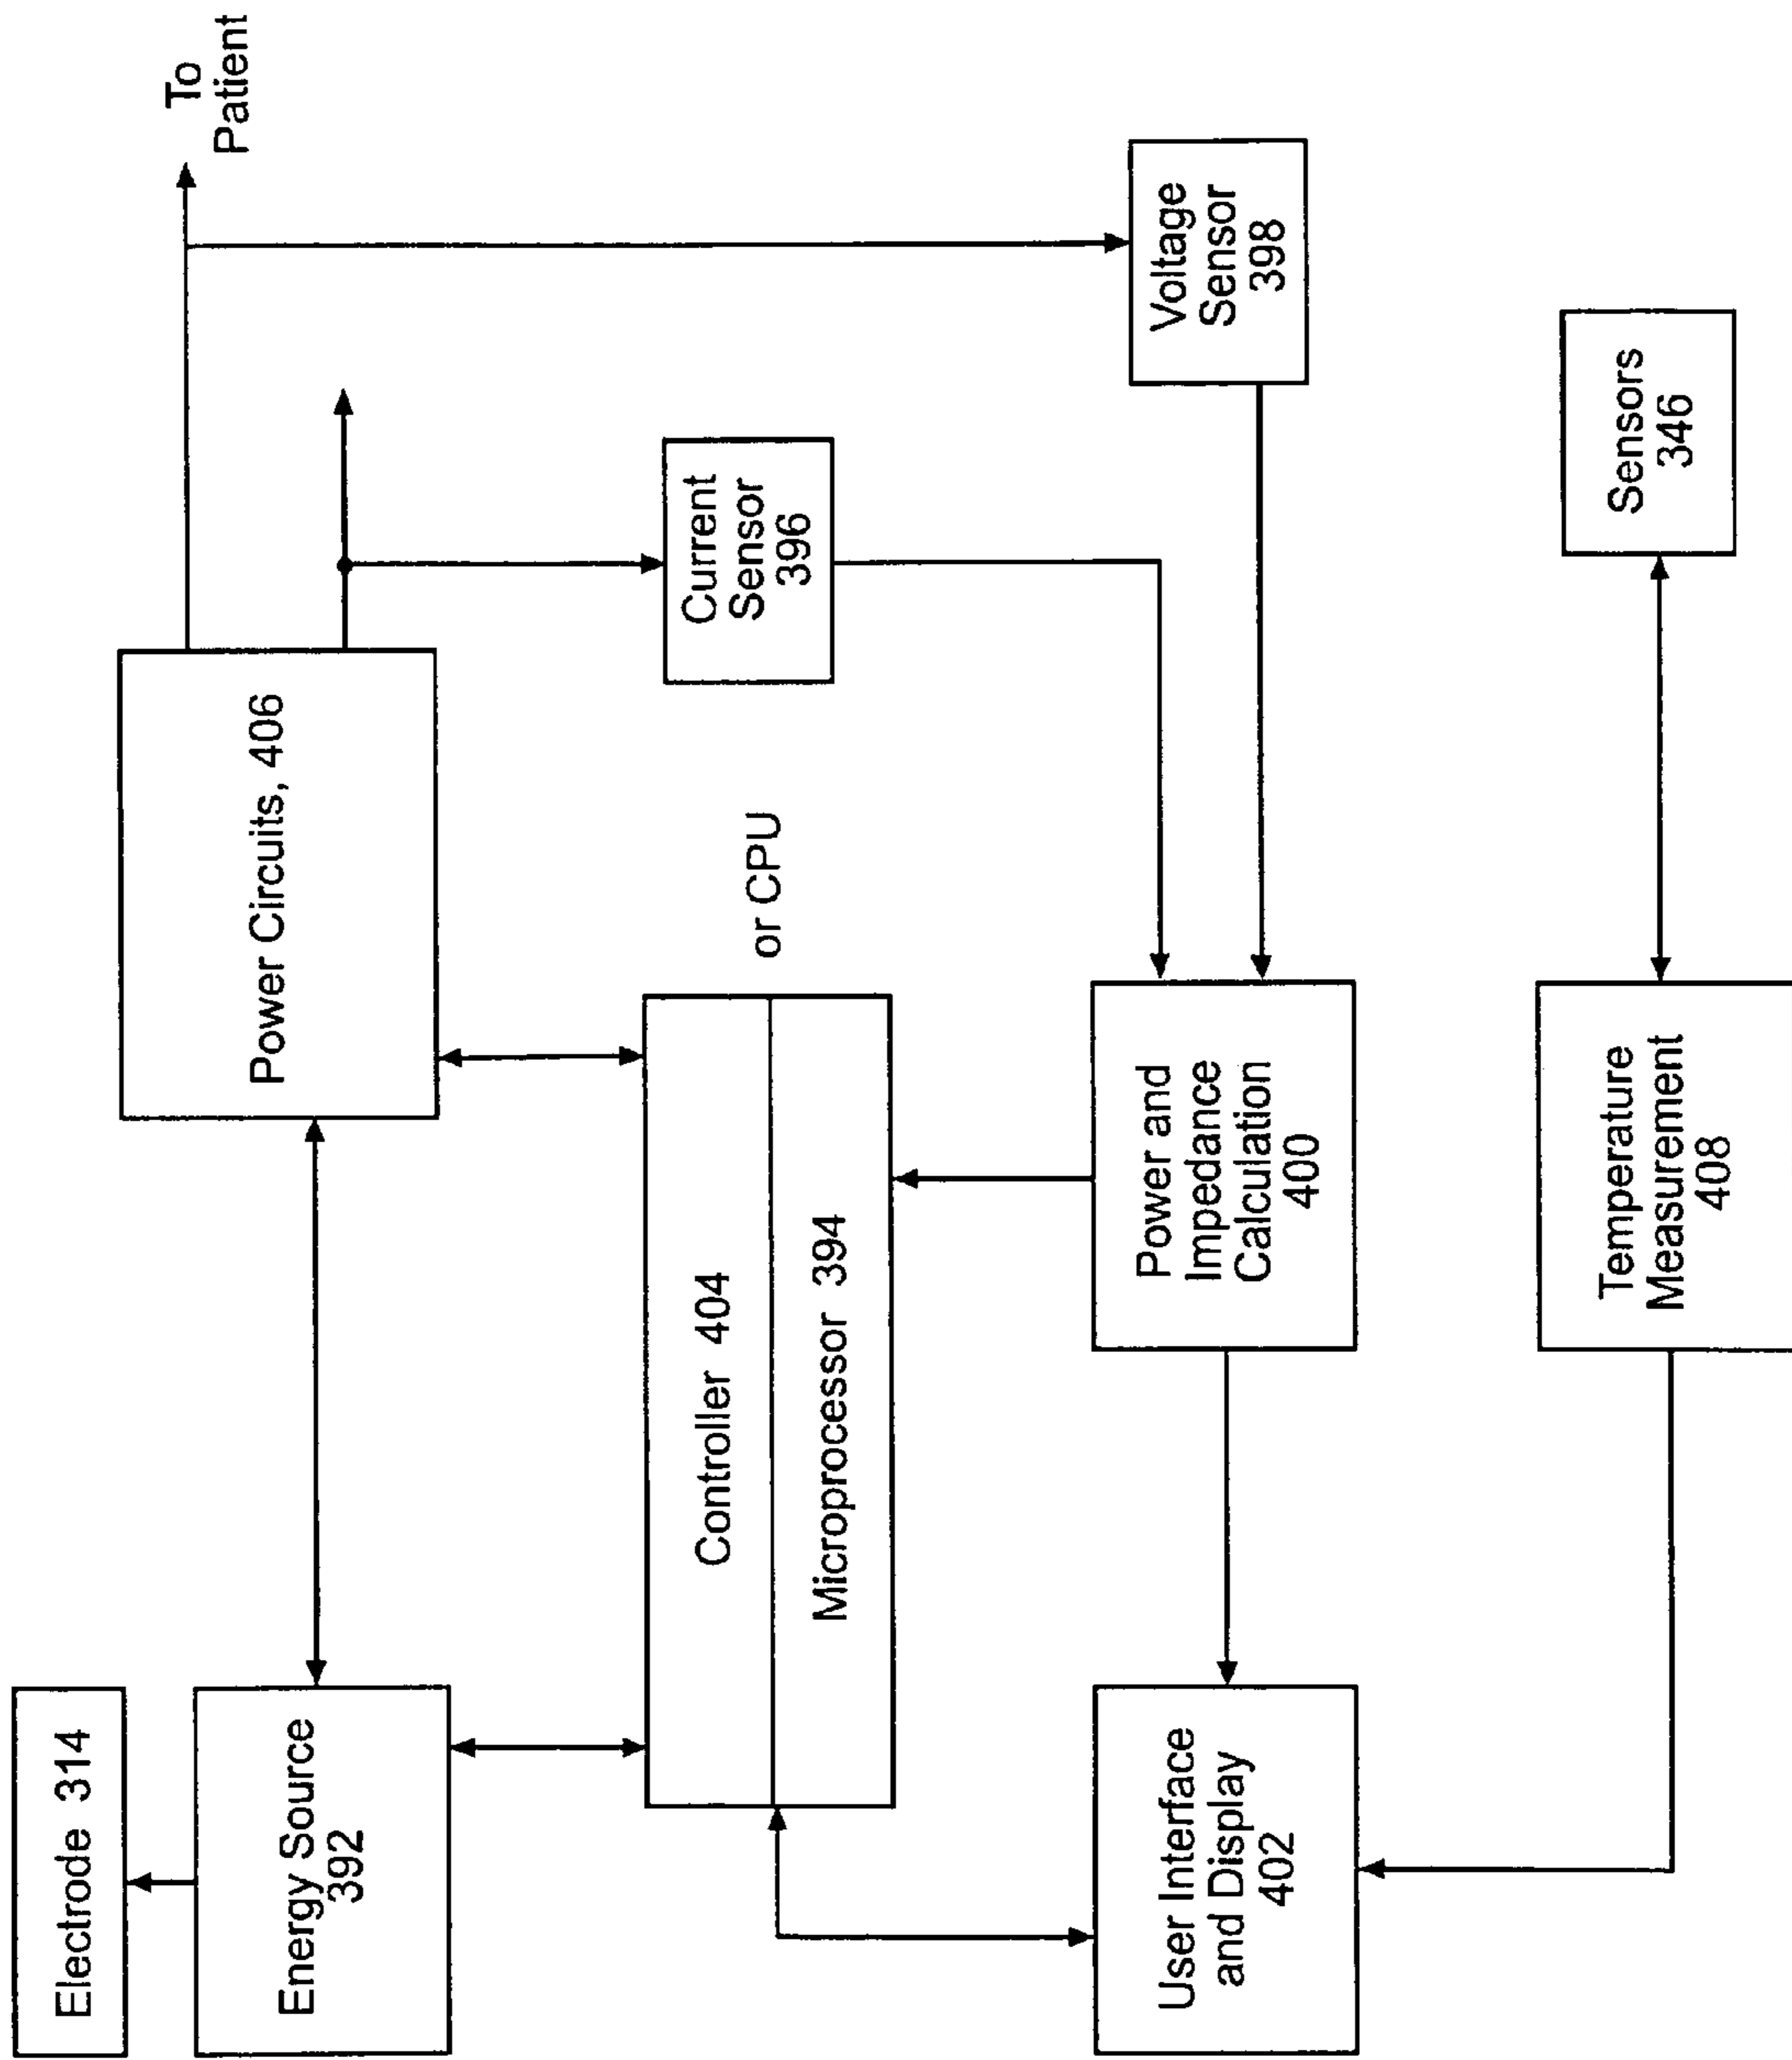 Electrode 314
Energy Source
392
Power Circuits, 406
To
Patient
Controller 404
Microprocessor 394
or CPU
Current
Sensor
396
Voltage
Sensor
398
User Interface
and Display
402
Power and
Impedance
Calculation
400
Temperature
Measurement
408
Sensors
346